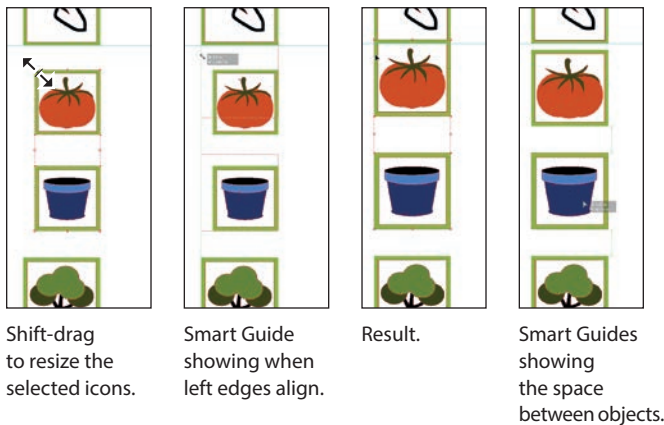 Shift-drag
to resize the
selected icons.
Smart Guide
showing when
left edges align.
Result.
Smart Guides
showing
the space
between objects.